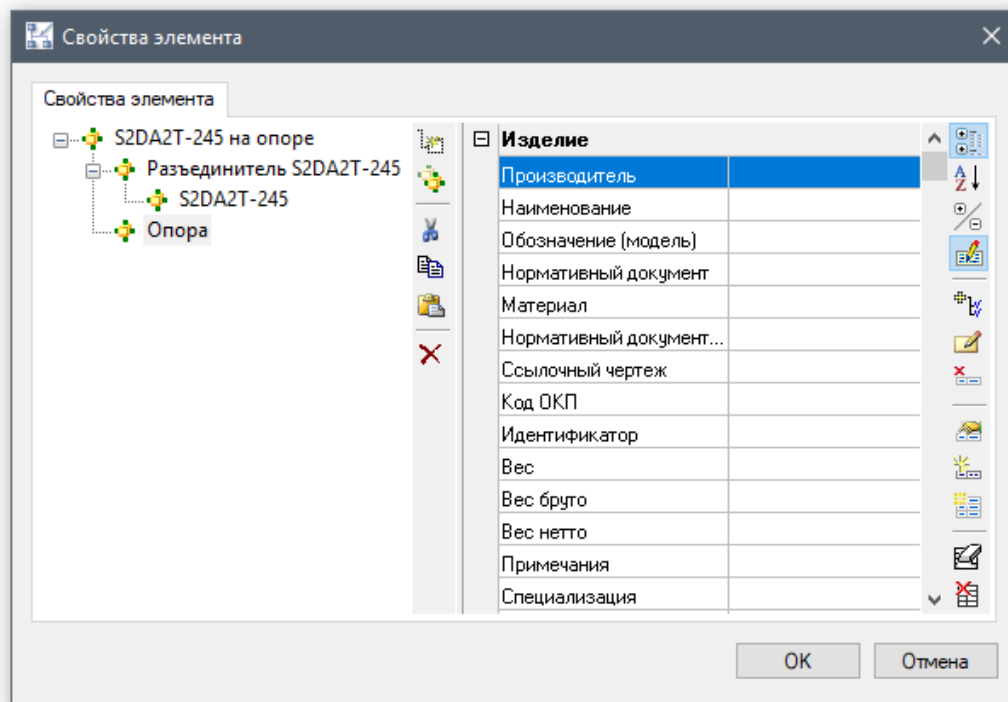 Свойства элемента
Свойства элемента
S2DA2T-245 на опоре
Разъединитель S2DA2T-245
S2DA2T-245
Опора
Изделие
Производитель
Наименование
Обозначение (модель)
Нормативный документ
Материал
Нормативный документ...
Ссылочный чертеж
Код ОКП
Идентификатор
Вес
Вес бруто
Вес нетто
Примечания
Специализация
OK
Отмена